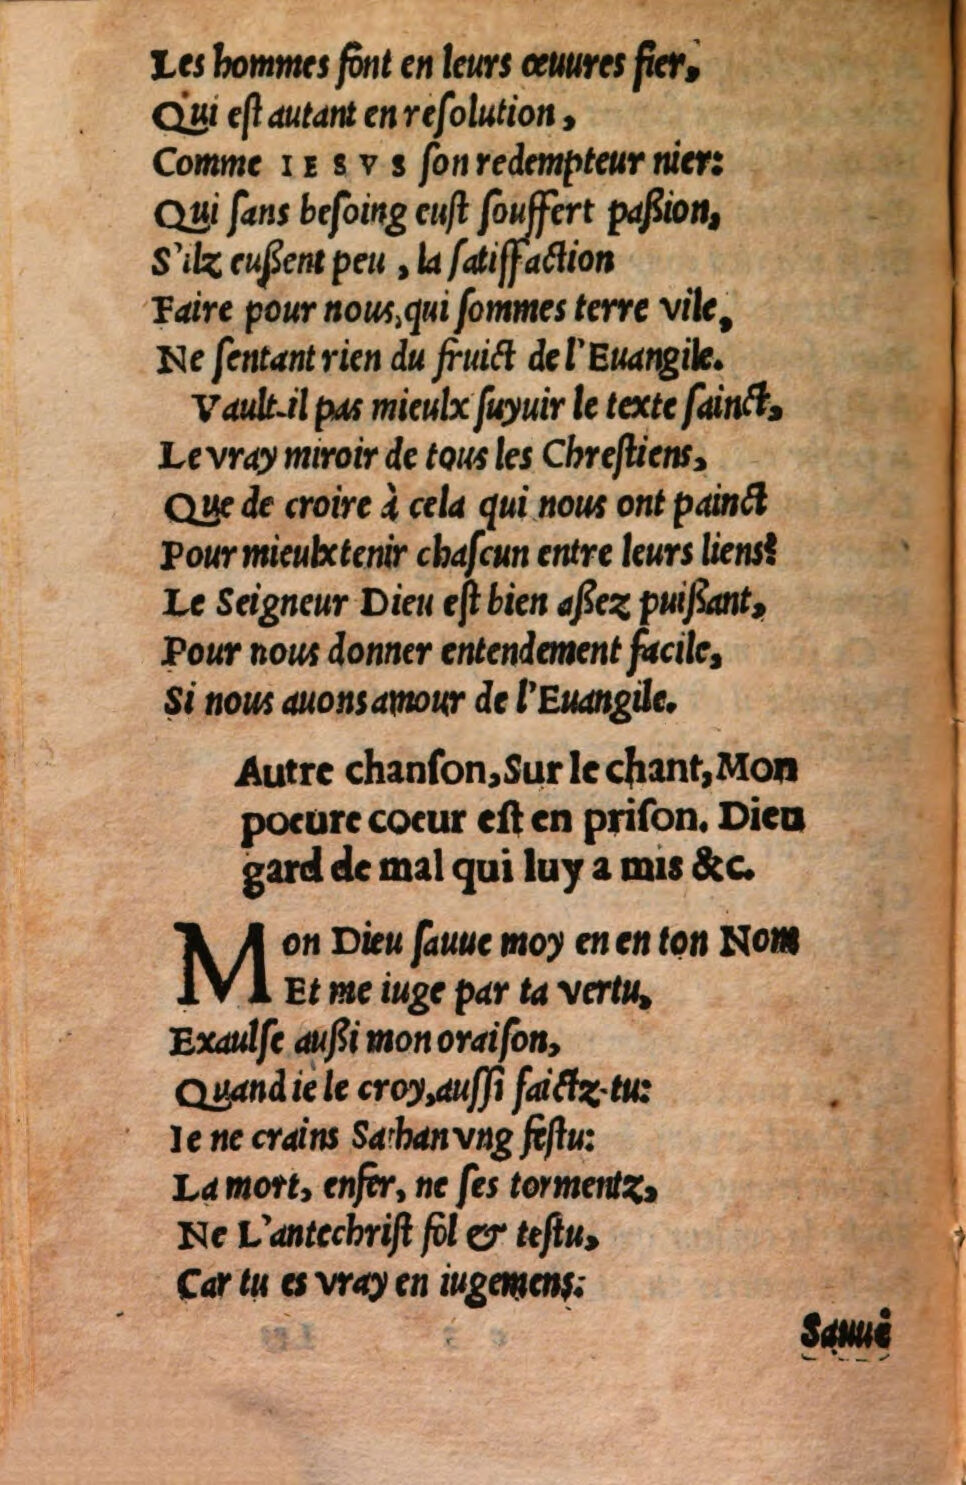 Les hommes ſont en leurs œuures fier,
Qui eſt autant en reſolution,
Comme IESVS ſon redempteur nier:
Qui ſans beſoing euſt ſouffert paßion,
S'ilz eußent peu, la ſatiſfaction
Faire pour nous, qui ſommes terre vile,
Ne ſentant rien du fruict de l'Euangile.
Vault-il pas mieulx ſuyuir le texte ſainct,
Le vray miroir de tous les Chreſtiens,
Que de croire à cela qui nous ont painct
Pour mieulx tenir chaſcun entre leurs liens?
Le Seigneur Dieu eſt bien aßez puißant,
Pour nous donner entendement facile,
Si nous auons amour de l'Euangile.
Autre chanſon, Sur le chant, Mon
poeure coeur eſt en priſon. Dieu
gard de mal qui luy a mis &c.
Mon Dieu ſauue moy en en ton Nom
Et me iuge par ta vertu,
Exaulſe außi mon oraiſon,
Quand ie le croy, auſſi faictz-tu:
Ie ne crains Sathan vng feſtu:
La mort, enfer, ne ſes tormentz,
Ne L'antechriſt fol & teſtu,
Car tu es vray en iugemens:
Sauue